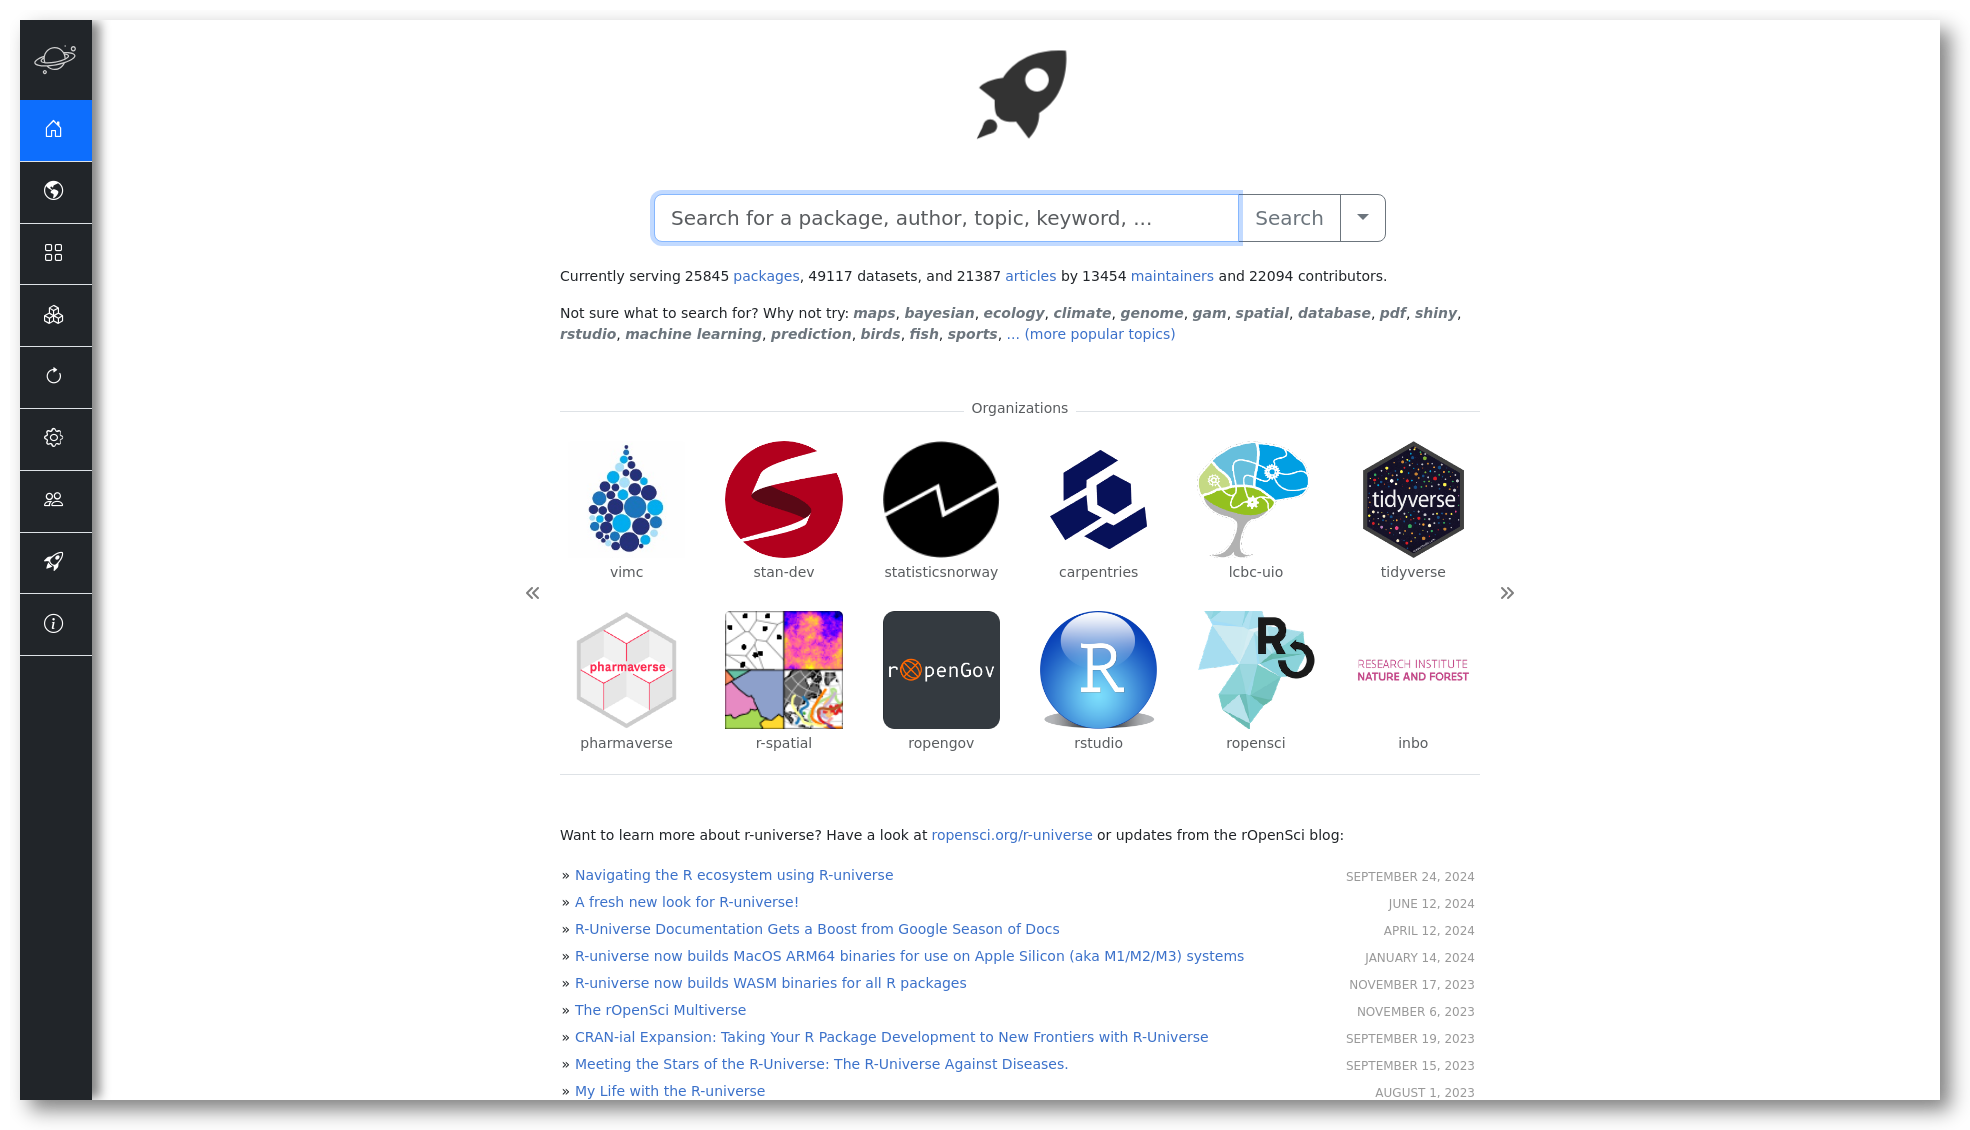 Search for a package, author, topic, keyword, ... Search
Currently serving 25845 packages, 49117 datasets, and 21387 articles by 13454 maintainers and 22094 contributors.
Not sure what to search for? Why not try: maps, bayesian, ecology, climate, genome, gam, spatial, database, pdf, shiny,
rstudio, machine learning, prediction, birds, fish, sports, ... (more popular topics)
Organizations
tidyverse
vimc stan-dev statisticsnorway carpentries lcbc-uio tidyverse
« »
pharmaverse
rOpenGov
R
RO
RESEARCH INSTITUTE
NATURE AND FOREST
pharmaverse r-spatial ropengov rstudio ropensci inbo
Want to learn more about r-universe? Have a look at ropensci.org/r-universe or updates from the rOpenSci blog:
» Navigating the R ecosystem using R-universe SEPTEMBER 24, 2024
» A fresh new look for R-universe! JUNE 12, 2024
» R-Universe Documentation Gets a Boost from Google Season of Docs APRIL 12, 2024
» R-universe now builds MacOS ARM64 binaries for use on Apple Silicon (aka M1/M2/M3) systems JANUARY 14, 2024
» R-universe now builds WASM binaries for all R packages NOVEMBER 17, 2023
» The rOpenSci Multiverse NOVEMBER 6, 2023
» CRAN-ial Expansion: Taking Your R Package Development to New Frontiers with R-Universe SEPTEMBER 19, 2023
» Meeting the Stars of the R-Universe: The R-Universe Against Diseases. SEPTEMBER 15, 2023
» My Life with the R-universe AUGUST 1, 2023